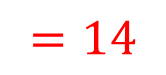 = 14